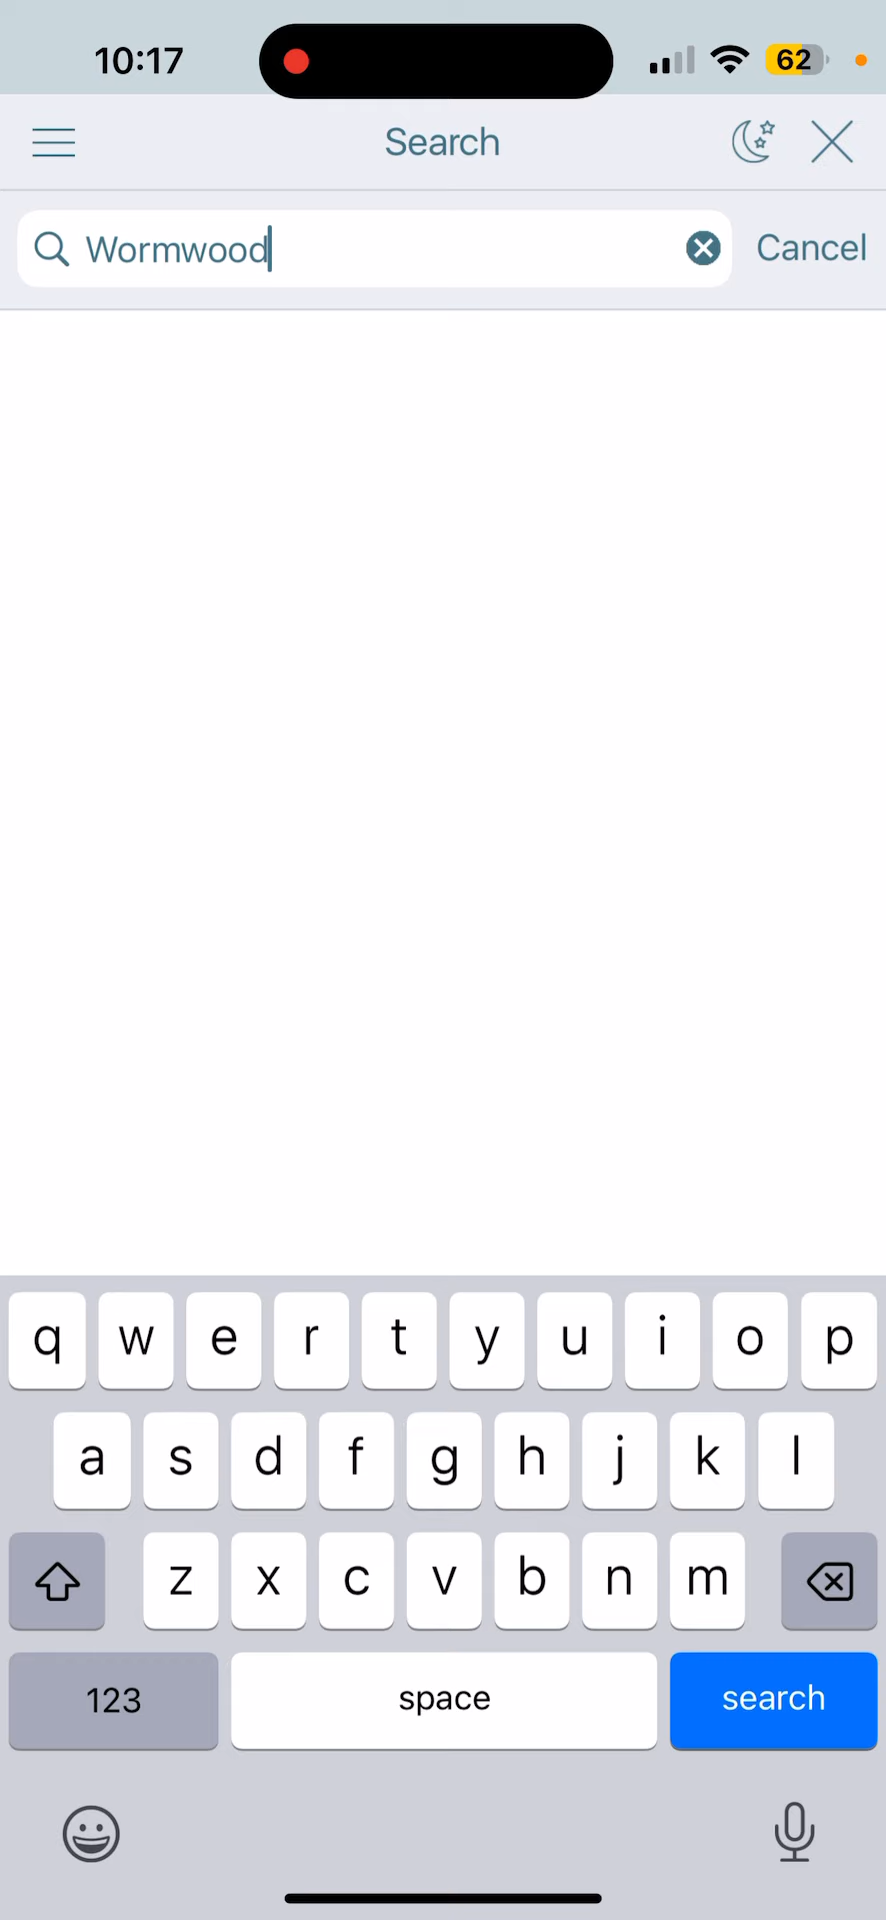 10:17
62
Search
Wormwood
Cancel
q w e r t y u i o p
a s d f g h j k l
z x c v b n m
123 space search